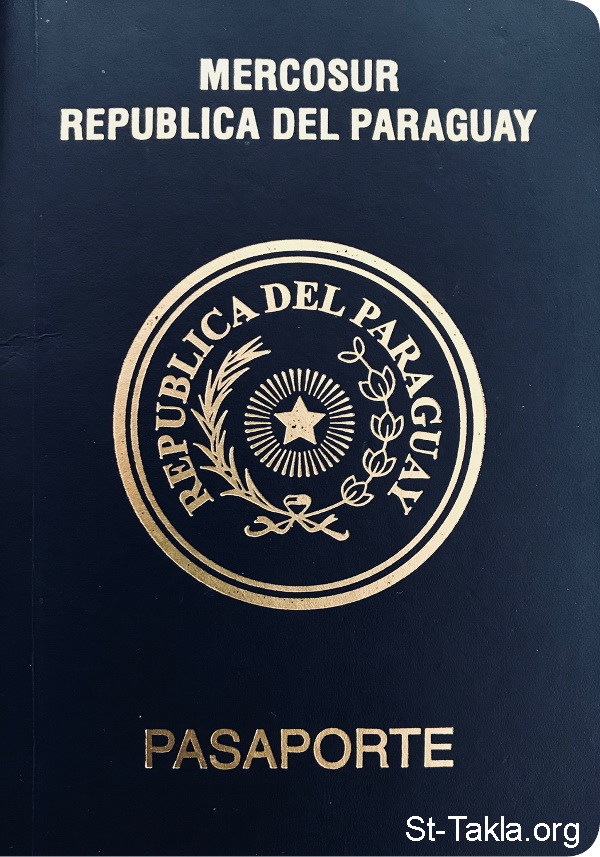 MERCOSUR
REPUBLICA DEL PARAGUAY
REPUBLICA DEL PARAGUAY
PASAPORTE
St-Takla.org